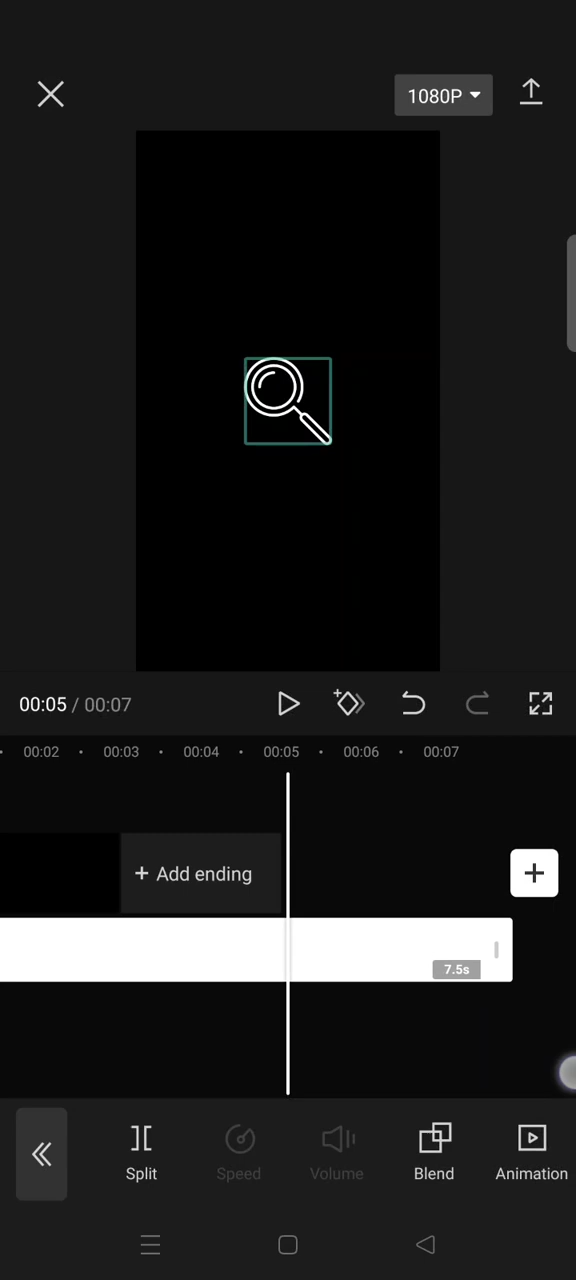 1080P
00:05 / 00:07
00:02 00:03 00:04 00:05 00:06 00:07
+ Add ending
7.5s
Split Speed Volume Blend Animation